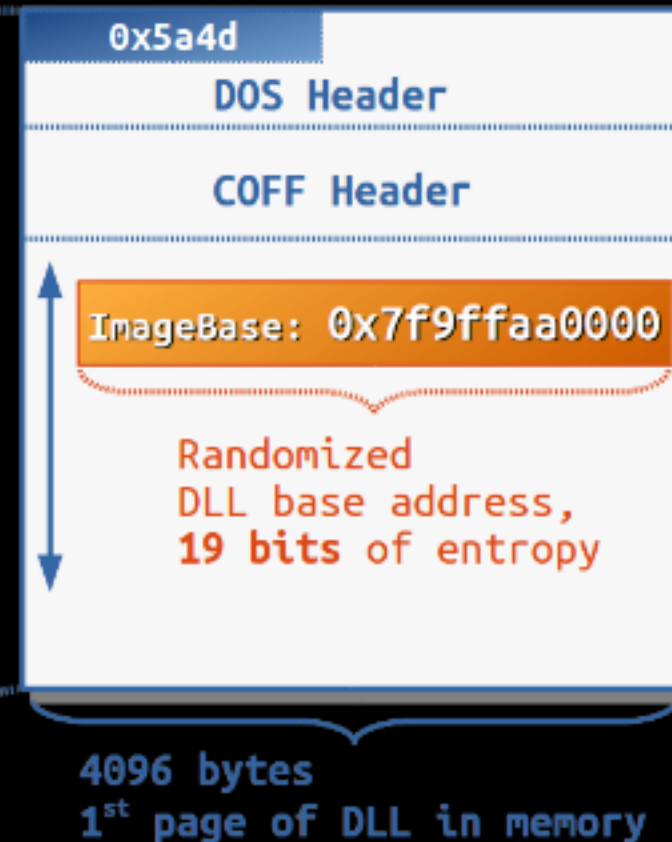 0x5a4d
DOS Header
COFF Header
ImageBase: 0x7f9ffaa0000
Randomized
DLL base address,
19 bits of entropy
4096 bytes
1st page of DLL in memory